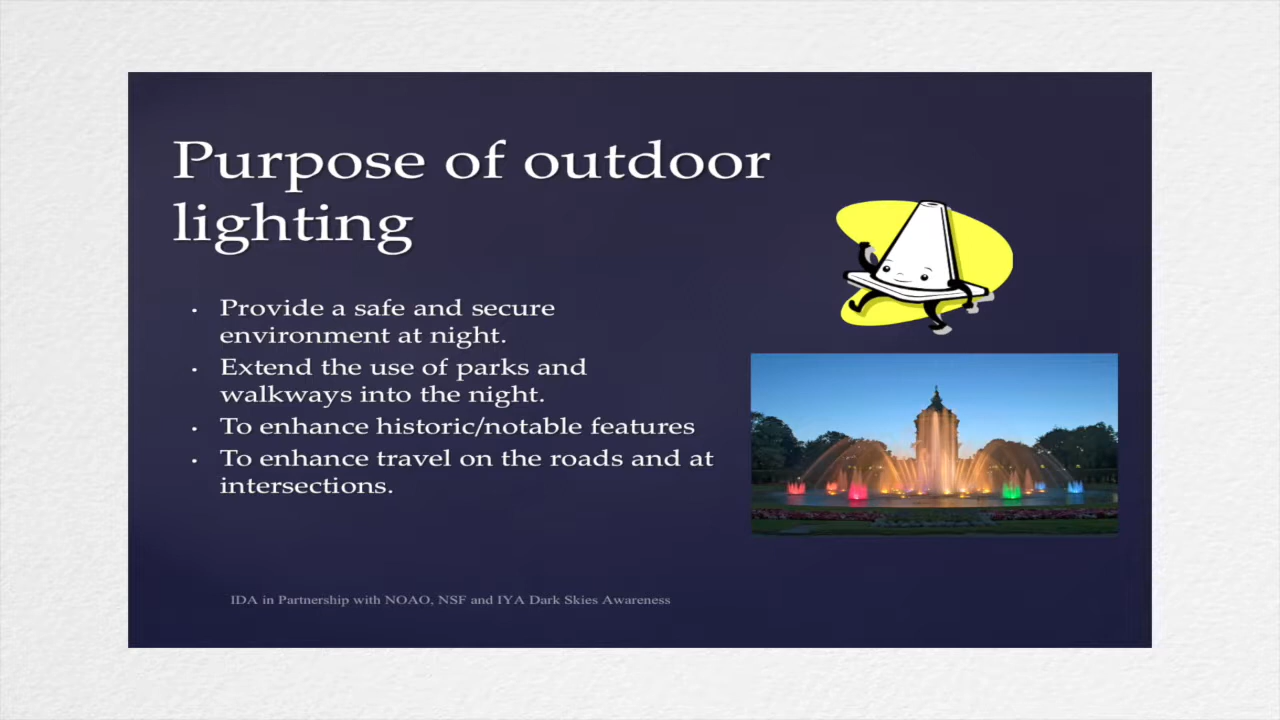 Purpose of outdoor
lighting
• Provide a safe and secure
environment at night.
• Extend the use of parks and
walkways into the night.
• To enhance historic/notable features
• To enhance travel on the roads and at
intersections.
IDA in Partnership with NOAO, NSF and IYA Dark Skies Awareness